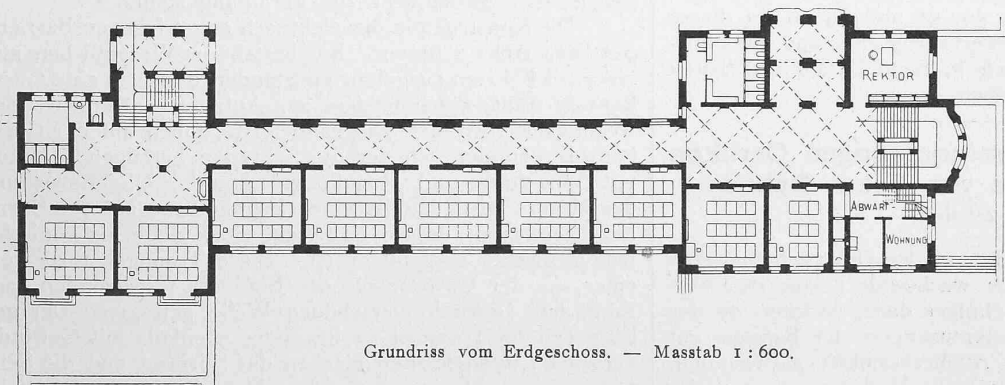 REKTOR
ABWART-
WOHNUNG
Grundriss vom Erdgeschoss. — Masstab 1 : 600.